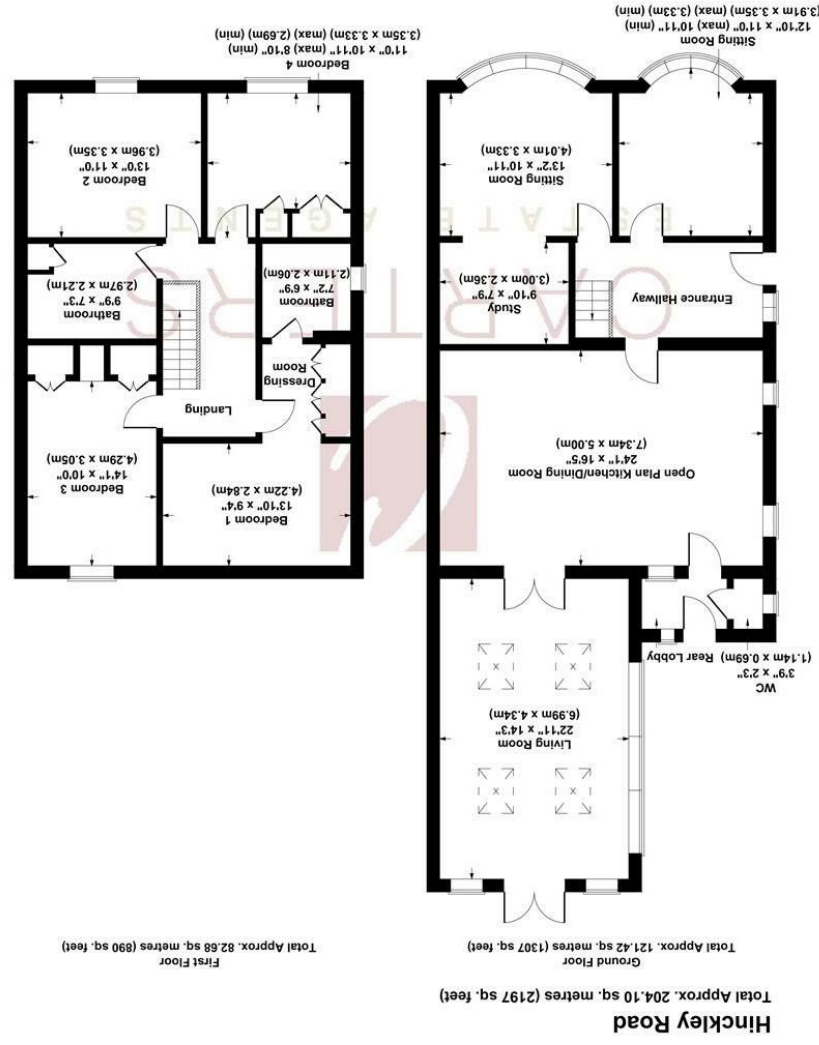 Hinckley Road
Total Approx. 204.10 sq. metres (2197 sq. feet)
Ground Floor
Total Approx. 121.42 sq. metres (1307 sq. feet)
Living Room
22'11" x 14'3"
(6.99m x 4.34m)
WC
3'9" x 2'3"
(1.14m x 0.69m)
Rear Lobby
Open Plan Kitchen/Dining Room
24'1" x 16'5"
(7.34m x 5.00m)
Entrance Hallway
Study
9'10" x 7'9"
(3.00m x 2.36m)
Sitting Room
13'2" x 10'11"
(4.01m x 3.33m)
Sitting Room
12'10" x 11'0" (max) 10'11" (min)
(3.91m x 3.35m) (max) (3.33m) (min)
First Floor
Total Approx. 82.68 sq. metres (890 sq. feet)
Bedroom 1
13'10" x 9'4"
(4.22m x 2.84m)
Bedroom 3
14'1" x 10'0"
(4.29m x 3.05m)
Landing
Dressing
Room
Bathroom
7'2" x 6'9"
(2.11m x 2.06m)
Bathroom
9'9" x 7'3"
(2.97m x 2.21m)
Bedroom 2
13'0" x 11'0"
(3.96m x 3.35m)
Bedroom 4
11'0" x 10'11" (max) 8'10" (min)
(3.35m x 3.33m) (max) (2.69m) (min)
CARTERS
ESTATE AGENTS